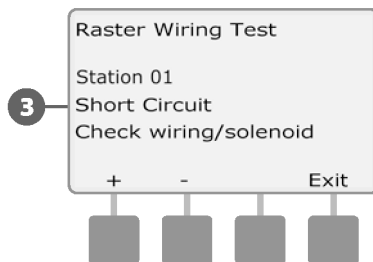 Raster Wiring Test
Station 01
3
Short Circuit
Check wiring/solenoid
+ - Exit